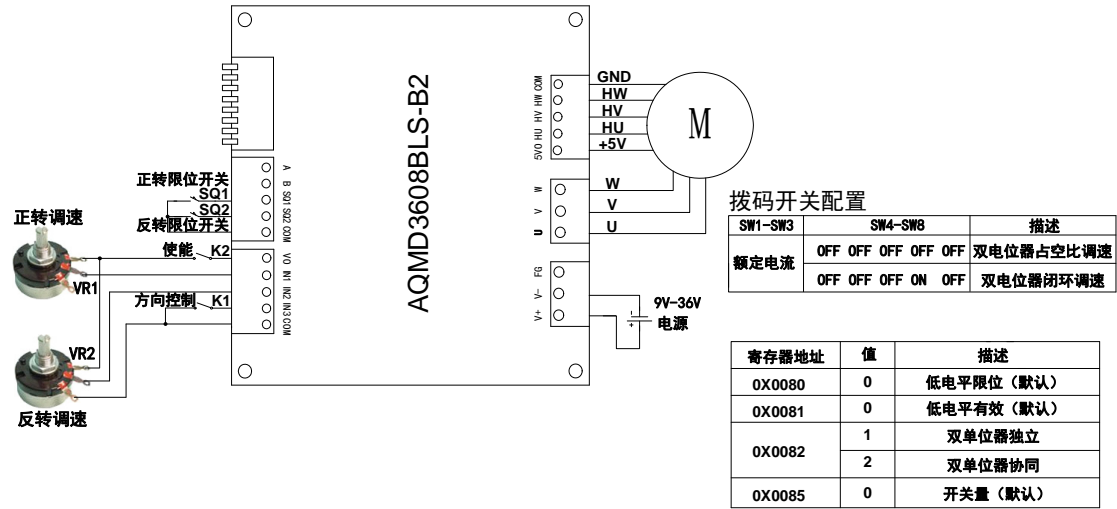 AQMD3608BLS-B2
A
B
SQ1
SQ2
COM
VO
IN1
IN2
IN3
COM
正转限位开关
SQ1
SQ2
反转限位开关
使能 K2
方向控制 K1
正转调速
VR1
VR2
反转调速
COM
HW
HV
HU
5VO
GND
HW
HV
HU
+5V
M
W
V
U
W
V
U
FG
V-
V+
9V-36V
电源
拨码开关配置
SW1-SW3 SW4-SW8 描述
额定电流 OFF OFF OFF OFF OFF 双电位器占空比调速
OFF OFF OFF ON OFF 双电位器闭环调速
寄存器地址 值 描述
0X0080 0 低电平限位（默认）
0X0081 0 低电平有效（默认）
0X0082 1 双单位器独立
2 双单位器协同
0X0085 0 开关量（默认）